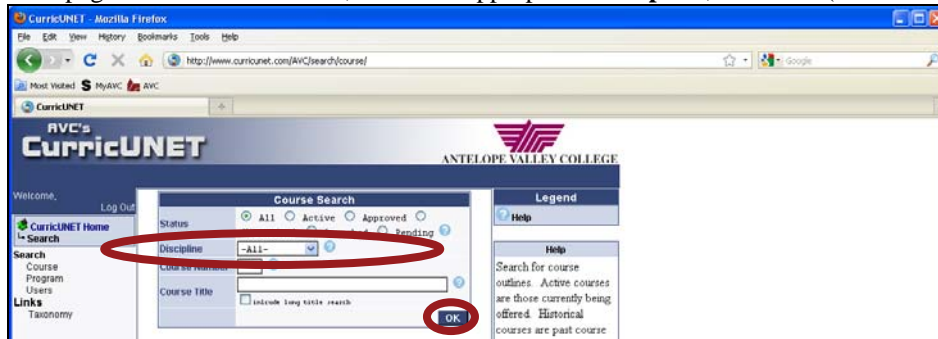 CurricUNET - Mozilla Firefox
File Edit View History Bookmarks Tools Help
http://www.curricunet.com/AVC/search/course/
Google
Most Visited MyAVC AVC
CurricUNET
AVC's
CurricUNET
ANTELOPE VALLEY COLLEGE
Welcome,
Log Out
CurricUNET Home
Search
Search
Course
Program
Users
Links
Taxonomy
Course Search
Status
All Active Approved
Pending
Discipline
-All-
Course Number
Course Title
include long title search
OK
Legend
Help
Help
Search for course
outlines. Active courses
are those currently being
offered. Historical
courses are past course